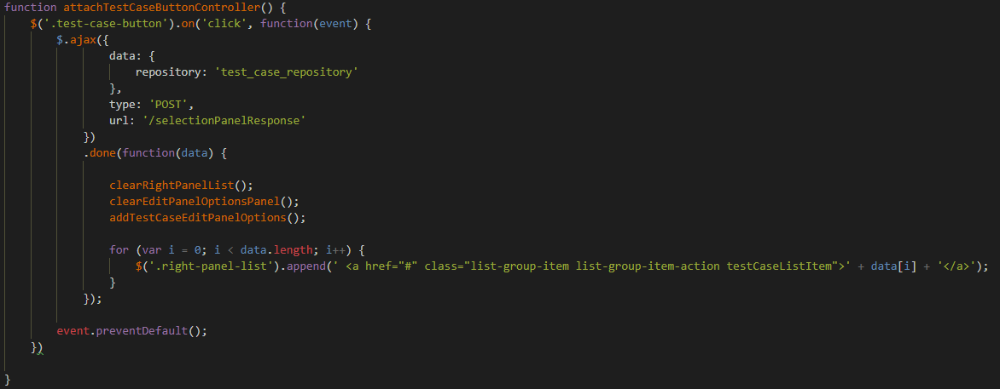 function attachTestCaseButtonController() {
$('.test-case-button').on('click', function(event) {
$.ajax({
data: {
repository: 'test_case_repository'
},
type: 'POST',
url: '/selectionPanelResponse'
})
.done(function(data) {
clearRightPanelList();
clearEditPanelOptionsPanel();
addTestCaseEditPanelOptions();
for (var i = 0; i < data.length; i++) {
$('.right-panel-list').append(' <a href="#" class="list-group-item list-group-item-action testCaseListItem">' + data[i] + '</a>');
}
});
event.preventDefault();
})
}